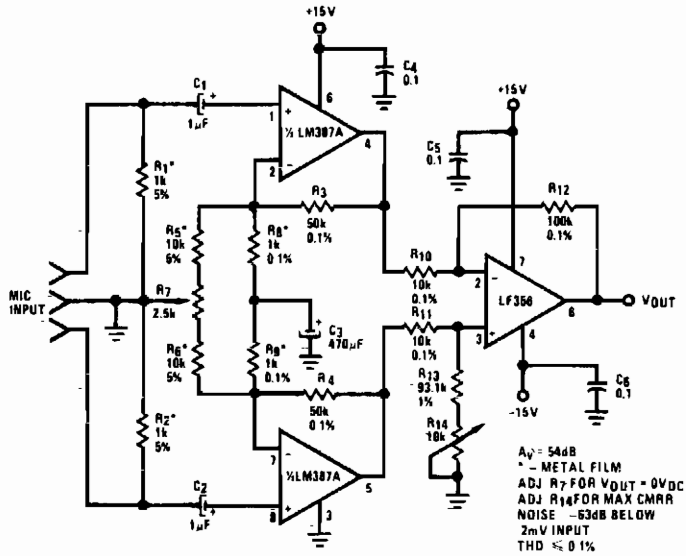 +15V
C4
0.1
6
C1
+
1μF
1
+
½ LM387A
4
2
−
+15V
C5
0.1
R1*
1k
5%
R3
50k
0.1%
R12
100k
0.1%
R5*
10k
5%
R8*
1k
0.1%
R10
10k
0.1%
7
2
−
LF356
6
VOUT
MIC
INPUT
R7
2.5k
C3
470μF
+
R11
10k
0.1%
3
+
4
R6*
10k
5%
R9*
1k
0.1%
R4
50k
0.1%
R13
93.1k
1%
-15V
C6
0.1
R2*
1k
5%
R14
10k
7
−
½LM387A
5
C2
+
1μF
8
+
3
AV = 54dB
* – METAL FILM
ADJ R7 FOR VOUT = 0VDC
ADJ R14 FOR MAX CMRR
NOISE –63dB BELOW
2mV INPUT
THD ≤ 0.1%